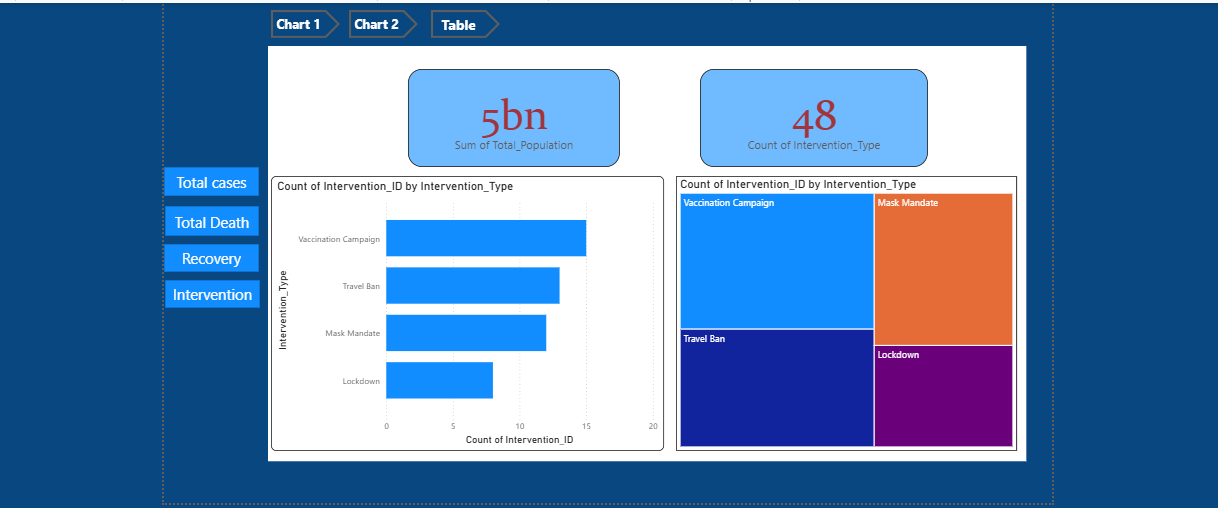 Chart 1
Chart 2
Table
5bn
Sum of Total_Population
48
Count of Intervention_Type
Total cases
Total Death
Recovery
Intervention
Count of Intervention_ID by Intervention_Type
Intervention_Type
Vaccination Campaign
Travel Ban
Mask Mandate
Lockdown
0 5 10 15 20
Count of Intervention_ID
Count of Intervention_ID by Intervention_Type
Vaccination Campaign
Mask Mandate
Travel Ban
Lockdown